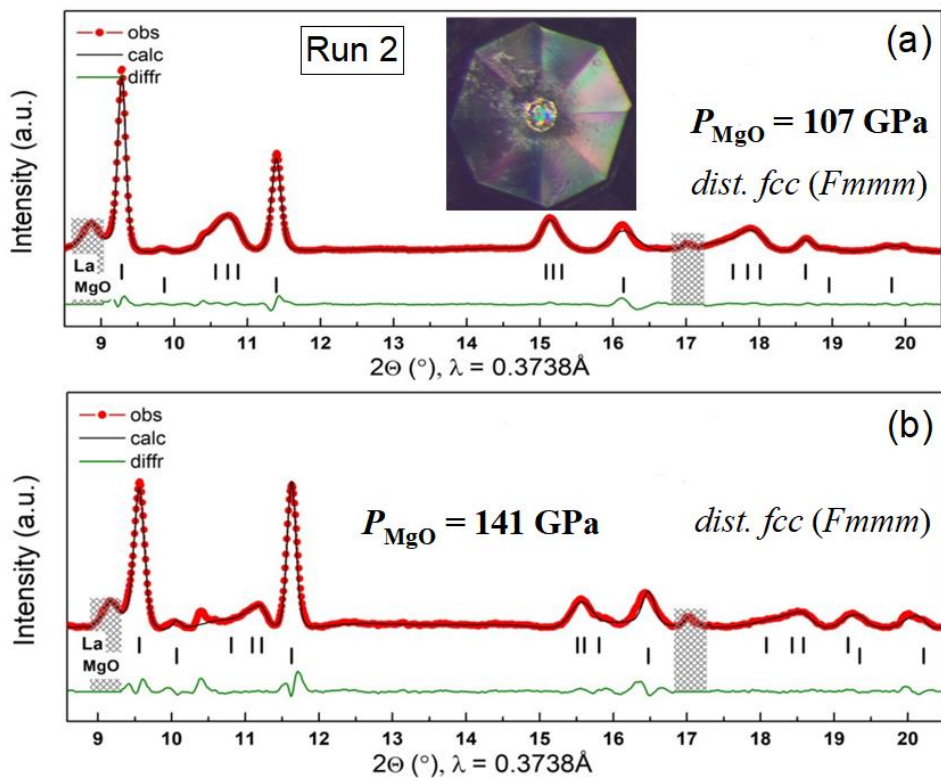 obs
calc
diffr
Run 2
(a)
P_MgO = 107 GPa
dist. fcc (Fmmm)
Intensity (a.u.)
La
MgO
9 10 11 12 13 14 15 16 17 18 19 20
2Θ (°), λ = 0.3738Å
obs
calc
diffr
(b)
P_MgO = 141 GPa
dist. fcc (Fmmm)
Intensity (a.u.)
La
MgO
9 10 11 12 13 14 15 16 17 18 19 20
2Θ (°), λ = 0.3738Å